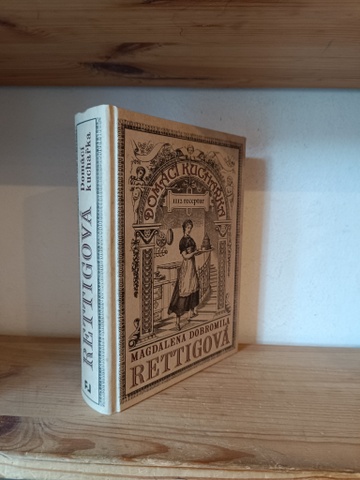 Domácí
kuchařka
RETTIGOVÁ
DOMÁCÍ KUCHAŘKA
MAGDALENA DOBROMILA
RETTIGOVÁ